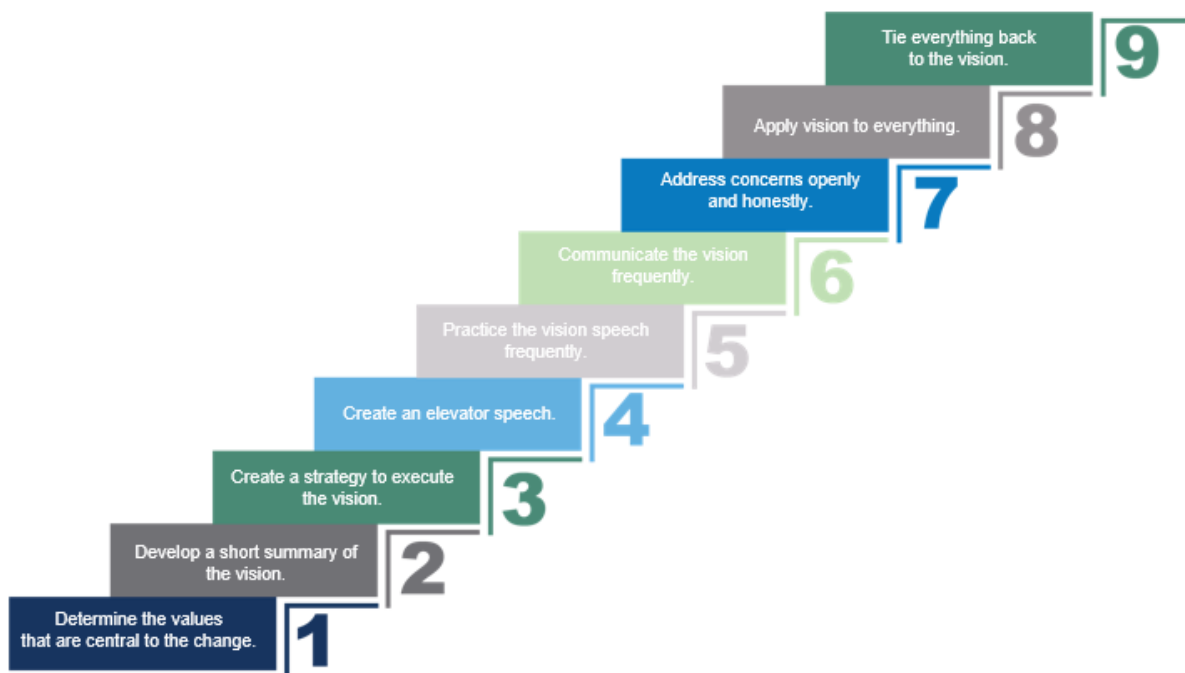 Tie everything back
to the vision.
9
Apply vision to everything.
8
Address concerns openly
and honestly.
7
Communicate the vision
frequently.
6
Practice the vision speech
frequently.
5
Create an elevator speech.
4
Create a strategy to execute
the vision.
3
Develop a short summary of
the vision.
2
Determine the values
that are central to the change.
1